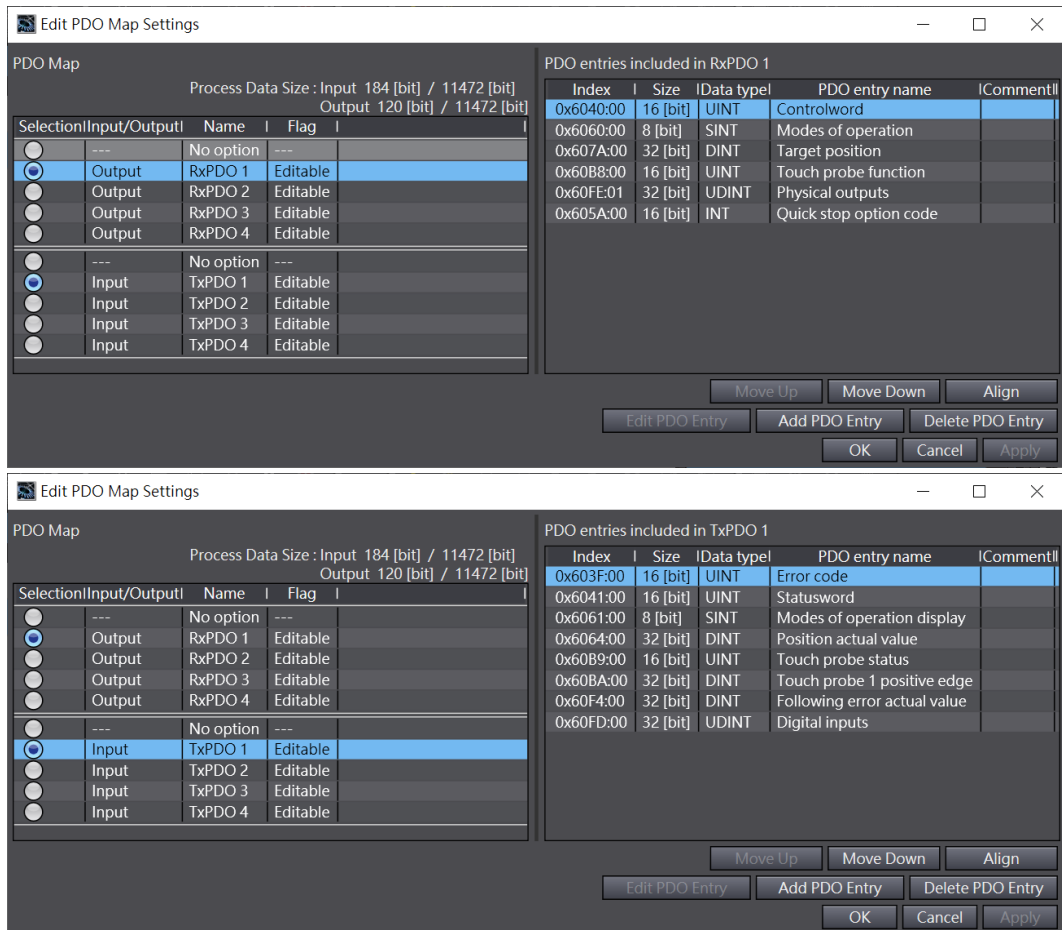 Edit PDO Map Settings
PDO Map
Process Data Size : Input 184 [bit] / 11472 [bit]
Output 120 [bit] / 11472 [bit]
Selection Input/Output Name Flag
--- No option ---
Output RxPDO 1 Editable
Output RxPDO 2 Editable
Output RxPDO 3 Editable
Output RxPDO 4 Editable
--- No option ---
Input TxPDO 1 Editable
Input TxPDO 2 Editable
Input TxPDO 3 Editable
Input TxPDO 4 Editable
PDO entries included in RxPDO 1
Index Size Data type PDO entry name Comment
0x6040:00 16 [bit] UINT Controlword
0x6060:00 8 [bit] SINT Modes of operation
0x607A:00 32 [bit] DINT Target position
0x60B8:00 16 [bit] UINT Touch probe function
0x60FE:01 32 [bit] UDINT Physical outputs
0x605A:00 16 [bit] INT Quick stop option code
Move Up Move Down Align
Edit PDO Entry Add PDO Entry Delete PDO Entry
OK Cancel Apply
Edit PDO Map Settings
PDO Map
Process Data Size : Input 184 [bit] / 11472 [bit]
Output 120 [bit] / 11472 [bit]
Selection Input/Output Name Flag
--- No option ---
Output RxPDO 1 Editable
Output RxPDO 2 Editable
Output RxPDO 3 Editable
Output RxPDO 4 Editable
--- No option ---
Input TxPDO 1 Editable
Input TxPDO 2 Editable
Input TxPDO 3 Editable
Input TxPDO 4 Editable
PDO entries included in TxPDO 1
Index Size Data type PDO entry name Comment
0x603F:00 16 [bit] UINT Error code
0x6041:00 16 [bit] UINT Statusword
0x6061:00 8 [bit] SINT Modes of operation display
0x6064:00 32 [bit] DINT Position actual value
0x60B9:00 16 [bit] UINT Touch probe status
0x60BA:00 32 [bit] DINT Touch probe 1 positive edge
0x60F4:00 32 [bit] DINT Following error actual value
0x60FD:00 32 [bit] UDINT Digital inputs
Move Up Move Down Align
Edit PDO Entry Add PDO Entry Delete PDO Entry
OK Cancel Apply